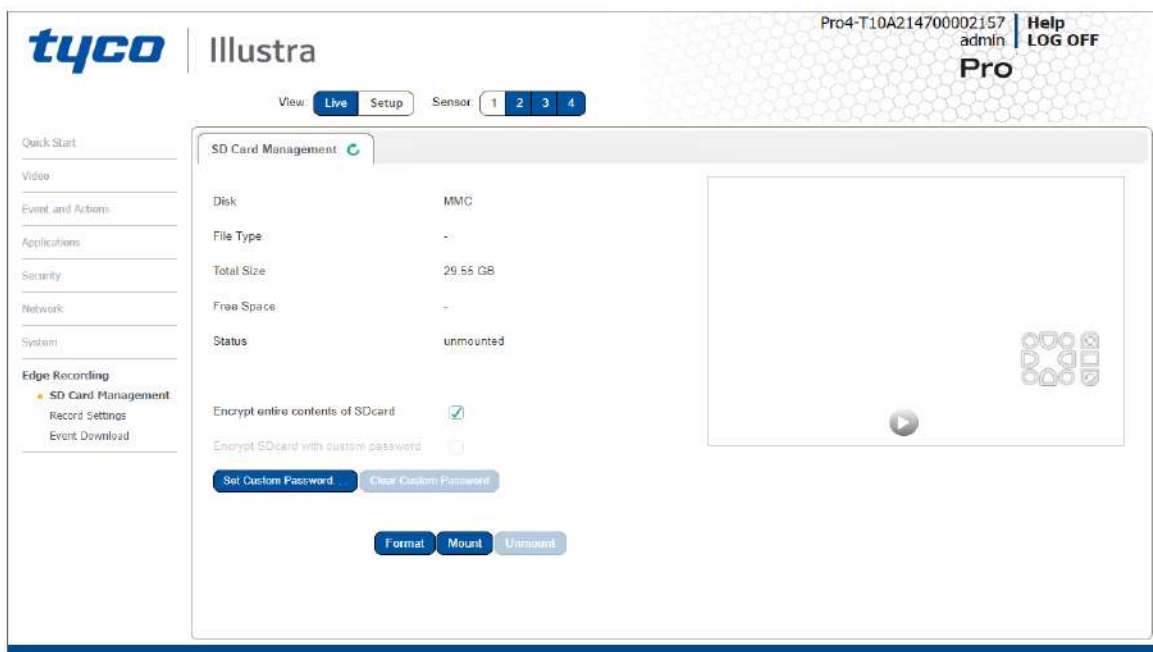 tyco Illustra
Pro4-T10A214700002157 Help
admin LOG OFF
Pro
View: Live Setup Sensor: 1 2 3 4
Quick Start
Video
Event and Actions
Applications
Security
Network
System
Edge Recording
SD Card Management
Record Settings
Event Download
SD Card Management
Disk MMC
File Type -
Total Size 29.55 GB
Free Space -
Status unmounted
Encrypt entire contents of SDcard
Encrypt SDcard with custom password
Set Custom Password... Clear Custom Password
Format Mount Unmount